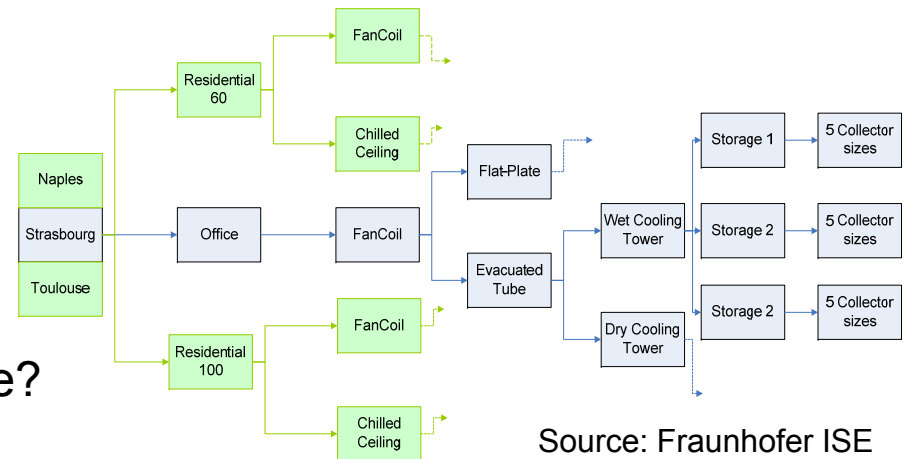 Naples
Strasbourg
Toulouse
Residential
60
Office
Residential
100
FanCoil
Chilled
Ceiling
FanCoil
FanCoil
Chilled
Ceiling
Flat-Plate
Evacuated
Tube
Wet Cooling
Tower
Dry Cooling
Tower
Storage 1
Storage 2
Storage 2
5 Collector
sizes
5 Collector
sizes
5 Collector
sizes
e?
Source: Fraunhofer ISE